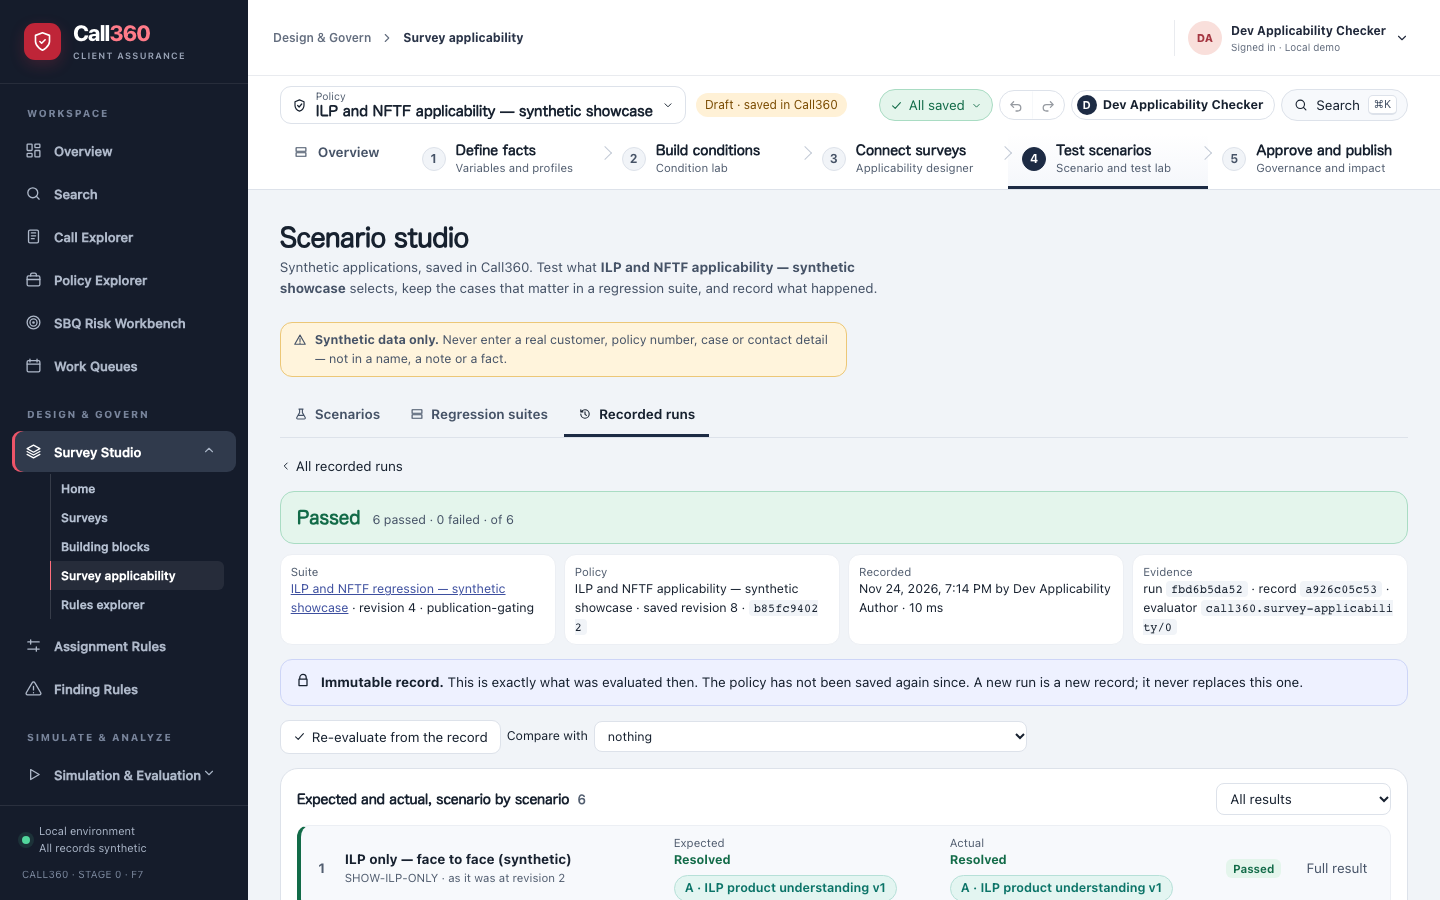 Call360
CLIENT ASSURANCE
WORKSPACE
Overview
Search
Call Explorer
Policy Explorer
SBQ Risk Workbench
Work Queues
DESIGN & GOVERN
Survey Studio
Home
Surveys
Building blocks
Survey applicability
Rules explorer
Assignment Rules
Finding Rules
SIMULATE & ANALYZE
Simulation & Evaluation
Local environment
All records synthetic
CALL360 · STAGE 0 · F7
Design & Govern > Survey applicability
DA
Dev Applicability Checker
Signed in · Local demo
Policy
ILP and NFTF applicability — synthetic showcase
Draft · saved in Call360
All saved
D Dev Applicability Checker
Search ⌘K
Overview
1 Define facts
Variables and profiles
2 Build conditions
Condition lab
3 Connect surveys
Applicability designer
4 Test scenarios
Scenario and test lab
5 Approve and publish
Governance and impact
Scenario studio
Synthetic applications, saved in Call360. Test what ILP and NFTF applicability — synthetic
showcase selects, keep the cases that matter in a regression suite, and record what happened.
Synthetic data only. Never enter a real customer, policy number, case or contact detail
— not in a name, a note or a fact.
Scenarios
Regression suites
Recorded runs
All recorded runs
Passed 6 passed · 0 failed · of 6
Suite
ILP and NFTF regression — synthetic
showcase · revision 4 · publication-gating
Policy
ILP and NFTF applicability — synthetic
showcase · saved revision 8 · b85fc9402
2
Recorded
Nov 24, 2026, 7:14 PM by Dev Applicability
Author · 10 ms
Evidence
run fbd6b5da52 · record a926c05c53 ·
evaluator call360.survey-applicabili
ty/0
Immutable record. This is exactly what was evaluated then. The policy has not been saved again since. A new run is a new record; it never replaces this one.
Re-evaluate from the record
Compare with
nothing
Expected and actual, scenario by scenario 6
All results
1
ILP only — face to face (synthetic)
SHOW-ILP-ONLY · as it was at revision 2
Expected
Resolved
A · ILP product understanding v1
Actual
Resolved
A · ILP product understanding v1
Passed
Full result